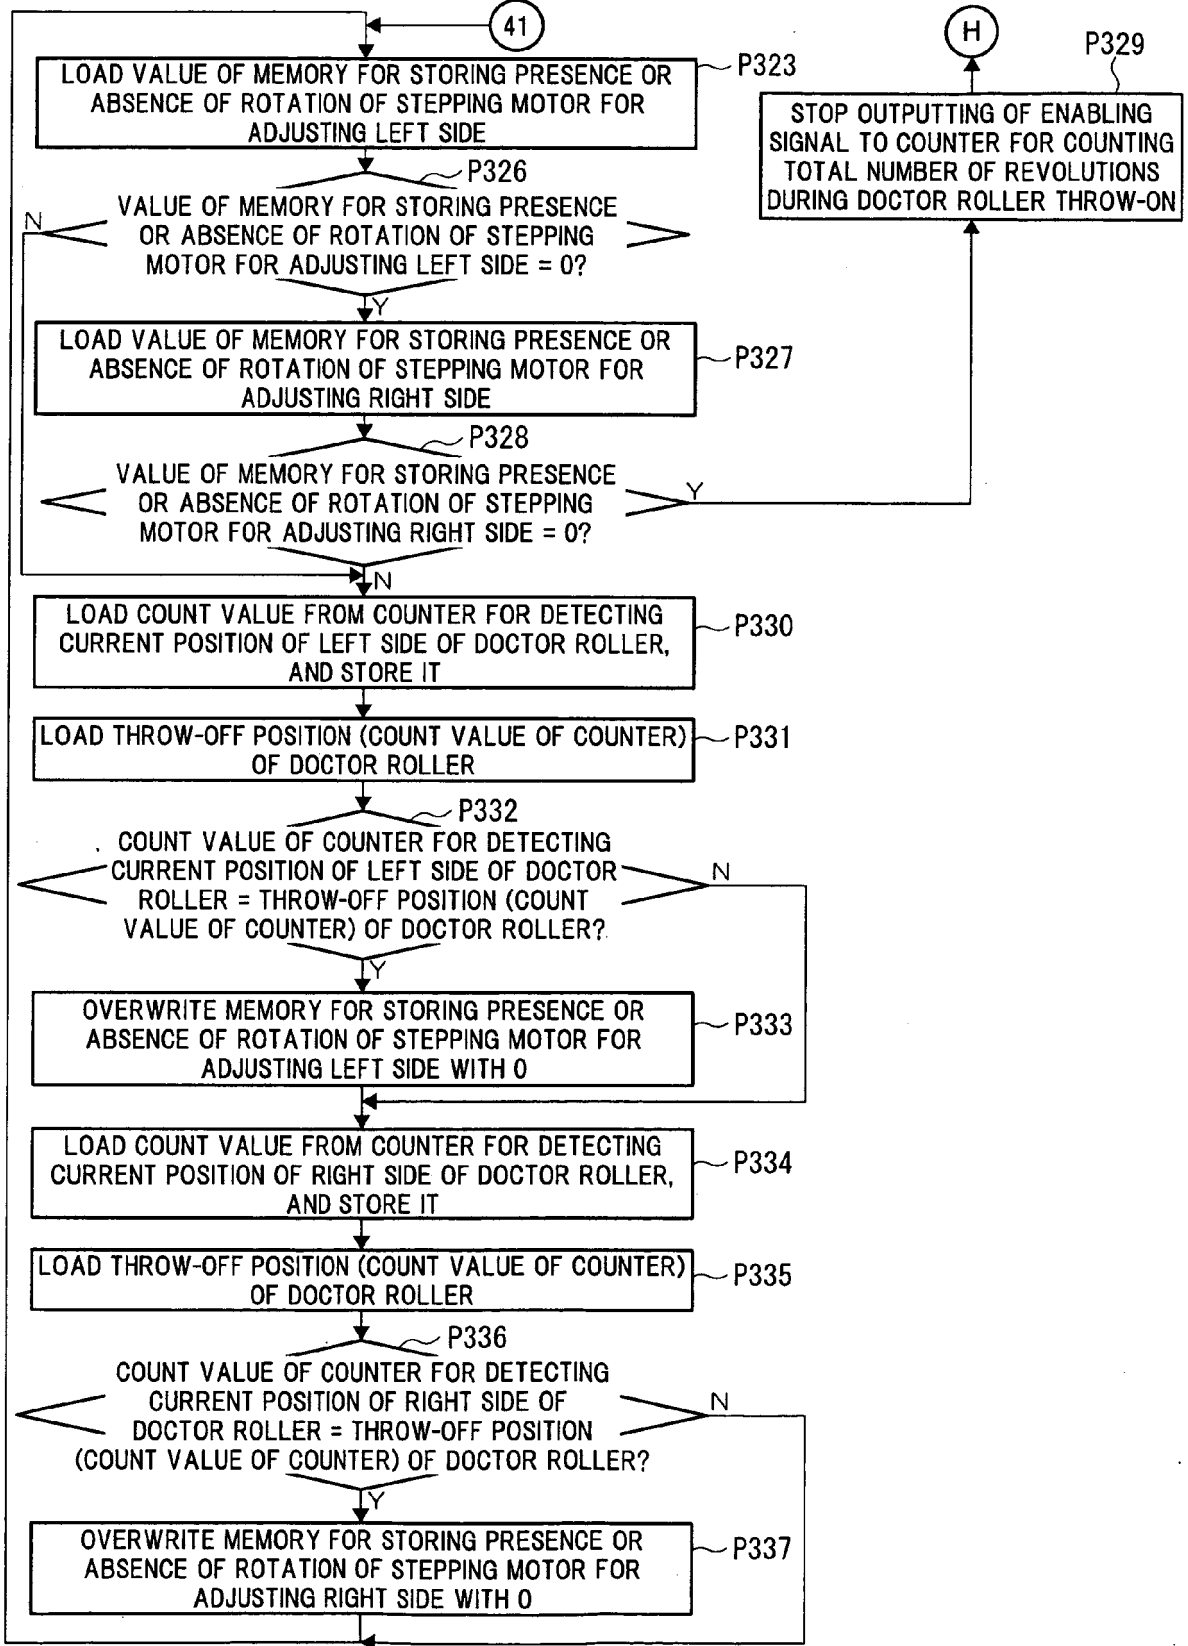 41
H
P329
STOP OUTPUTTING OF ENABLING
SIGNAL TO COUNTER FOR COUNTING
TOTAL NUMBER OF REVOLUTIONS
DURING DOCTOR ROLLER THROW-ON
P323
LOAD VALUE OF MEMORY FOR STORING PRESENCE OR
ABSENCE OF ROTATION OF STEPPING MOTOR FOR
ADJUSTING LEFT SIDE
P326
VALUE OF MEMORY FOR STORING PRESENCE
OR ABSENCE OF ROTATION OF STEPPING
MOTOR FOR ADJUSTING LEFT SIDE = 0?
N
Y
LOAD VALUE OF MEMORY FOR STORING PRESENCE OR
ABSENCE OF ROTATION OF STEPPING MOTOR FOR
ADJUSTING RIGHT SIDE
P327
P328
VALUE OF MEMORY FOR STORING PRESENCE
OR ABSENCE OF ROTATION OF STEPPING
MOTOR FOR ADJUSTING RIGHT SIDE = 0?
Y
N
LOAD COUNT VALUE FROM COUNTER FOR DETECTING
CURRENT POSITION OF LEFT SIDE OF DOCTOR ROLLER,
AND STORE IT
P330
LOAD THROW-OFF POSITION (COUNT VALUE OF COUNTER)
OF DOCTOR ROLLER
P331
P332
COUNT VALUE OF COUNTER FOR DETECTING
CURRENT POSITION OF LEFT SIDE OF DOCTOR
ROLLER = THROW-OFF POSITION (COUNT
VALUE OF COUNTER) OF DOCTOR ROLLER?
N
Y
OVERWRITE MEMORY FOR STORING PRESENCE OR
ABSENCE OF ROTATION OF STEPPING MOTOR FOR
ADJUSTING LEFT SIDE WITH 0
P333
LOAD COUNT VALUE FROM COUNTER FOR DETECTING
CURRENT POSITION OF RIGHT SIDE OF DOCTOR ROLLER,
AND STORE IT
P334
LOAD THROW-OFF POSITION (COUNT VALUE OF COUNTER)
OF DOCTOR ROLLER
P335
P336
COUNT VALUE OF COUNTER FOR DETECTING
CURRENT POSITION OF RIGHT SIDE OF
DOCTOR ROLLER = THROW-OFF POSITION
(COUNT VALUE OF COUNTER) OF DOCTOR ROLLER?
N
Y
OVERWRITE MEMORY FOR STORING PRESENCE OR
ABSENCE OF ROTATION OF STEPPING MOTOR FOR
ADJUSTING RIGHT SIDE WITH 0
P337